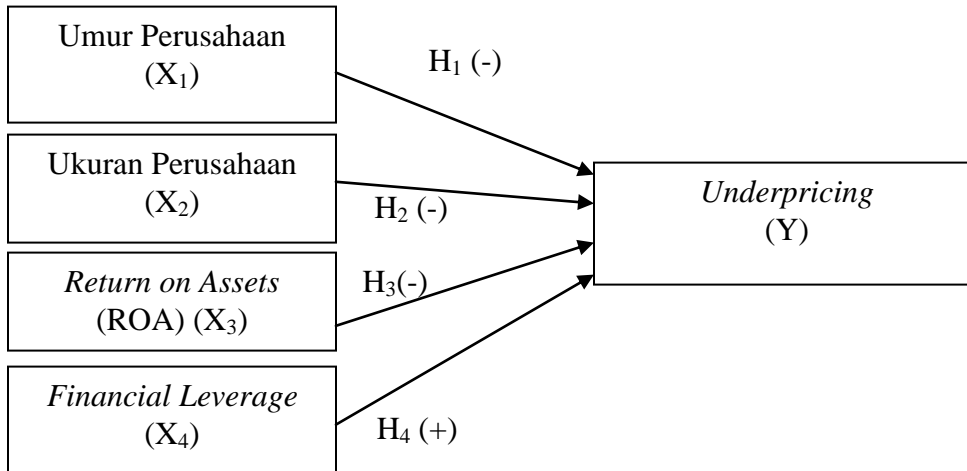 Umur Perusahaan
(X₁)
H₁ (-)
Ukuran Perusahaan
(X₂)
H₂ (-)
Underpricing
(Y)
Return on Assets
(ROA) (X₃)
H₃(-)
Financial Leverage
(X₄)
H₄ (+)